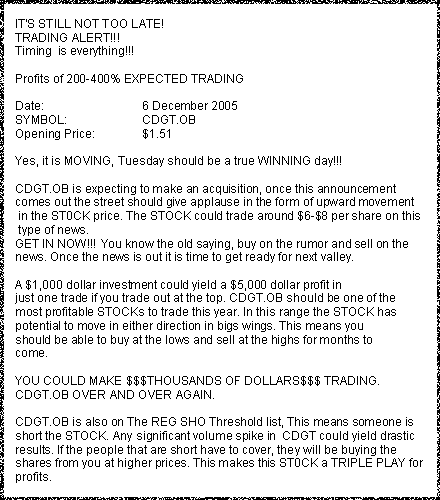 IT'S STILL NOT TOO LATE!
TRADING ALERT!!!
Timing is everything!!!
Profits of 200-400% EXPECTED TRADING
Date: 6 December 2005
SYMBOL: CDGT.OB
Opening Price: $1.51
Yes, it is MOVING, Tuesday should be a true WINNING day!!!
CDGT.OB is expecting to make an acquisition, once this announcement
comes out the street should give applause in the form of upward movement
in the ST0CK price. The STOCK could trade around $6-$8 per share on this
type of news.
GET IN NOW!!! You know the old saying, buy on the rumor and sell on the
news. Once the news is out it is time to get ready for next valley.
A $1,000 dollar investment could yield a $5,000 dollar profit in
just one trade if you trade out at the top. CDGT.OB should be one of the
most profitable STOCKs to trade this year. In this range the STOCK has
potential to move in either direction in bigs wings. This means you
should be able to buy at the lows and sell at the highs for months to
come.
YOU COULD MAKE $$$THOUSANDS OF DOLLARS$$$ TRADING.
CDGT.OB OVER AND OVER AGAIN.
CDGT.OB is also on The REG SHO Threshold list, This means someone is
short the STOCK. Any significant volume spike in CDGT could yield drastic
results. If the people that are short have to cover, they will be buying the
shares from you at higher prices. This makes this ST0CK a TRIPLE PLAY for
profits.